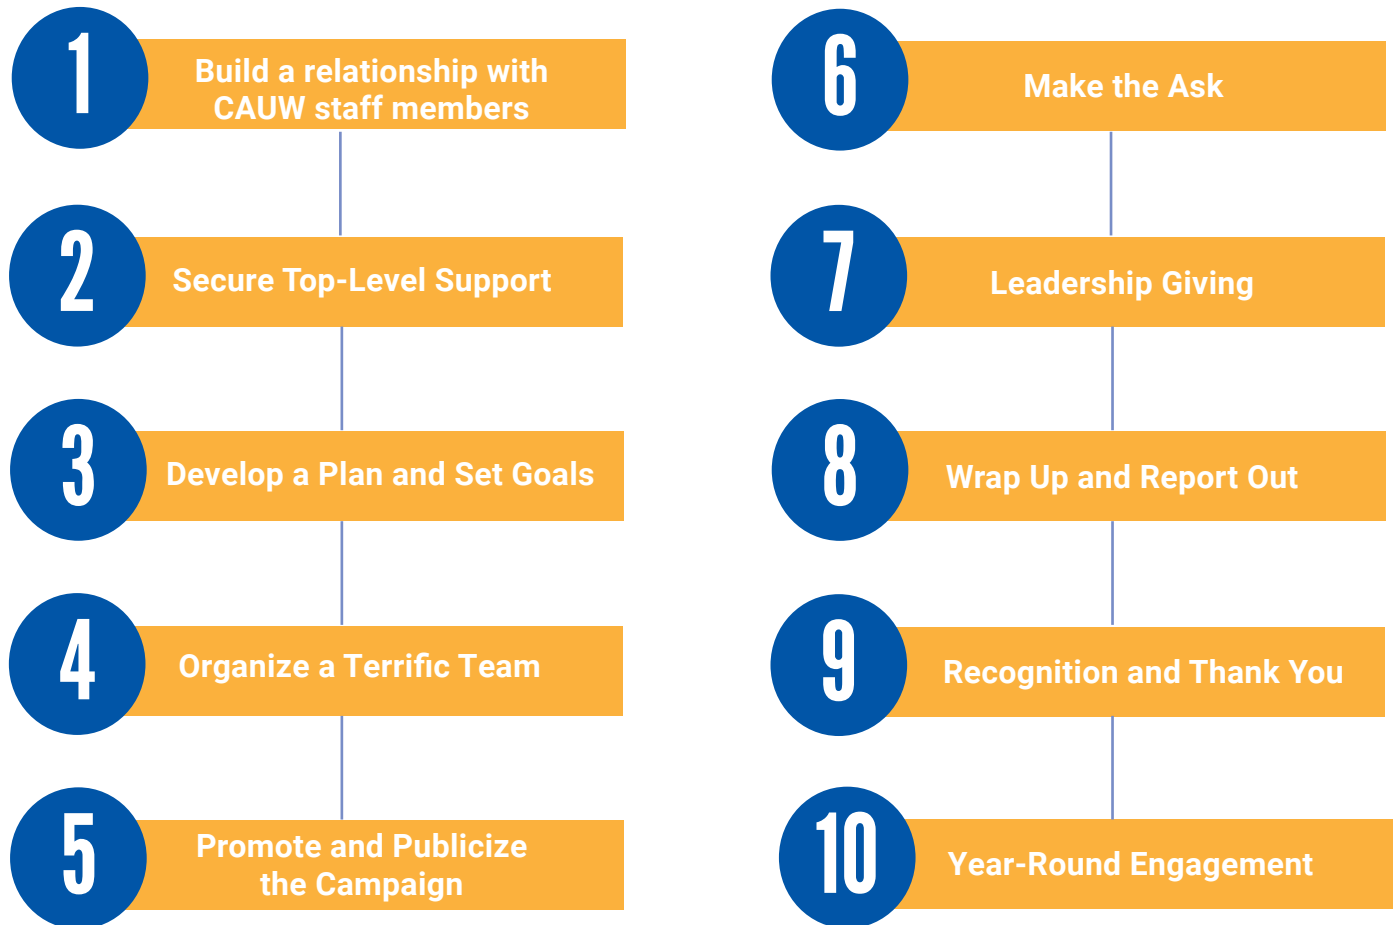 1
Build a relationship with
CAUW staff members
2
Secure Top-Level Support
3
Develop a Plan and Set Goals
4
Organize a Terrific Team
5
Promote and Publicize
the Campaign
6
Make the Ask
7
Leadership Giving
8
Wrap Up and Report Out
9
Recognition and Thank You
10
Year-Round Engagement